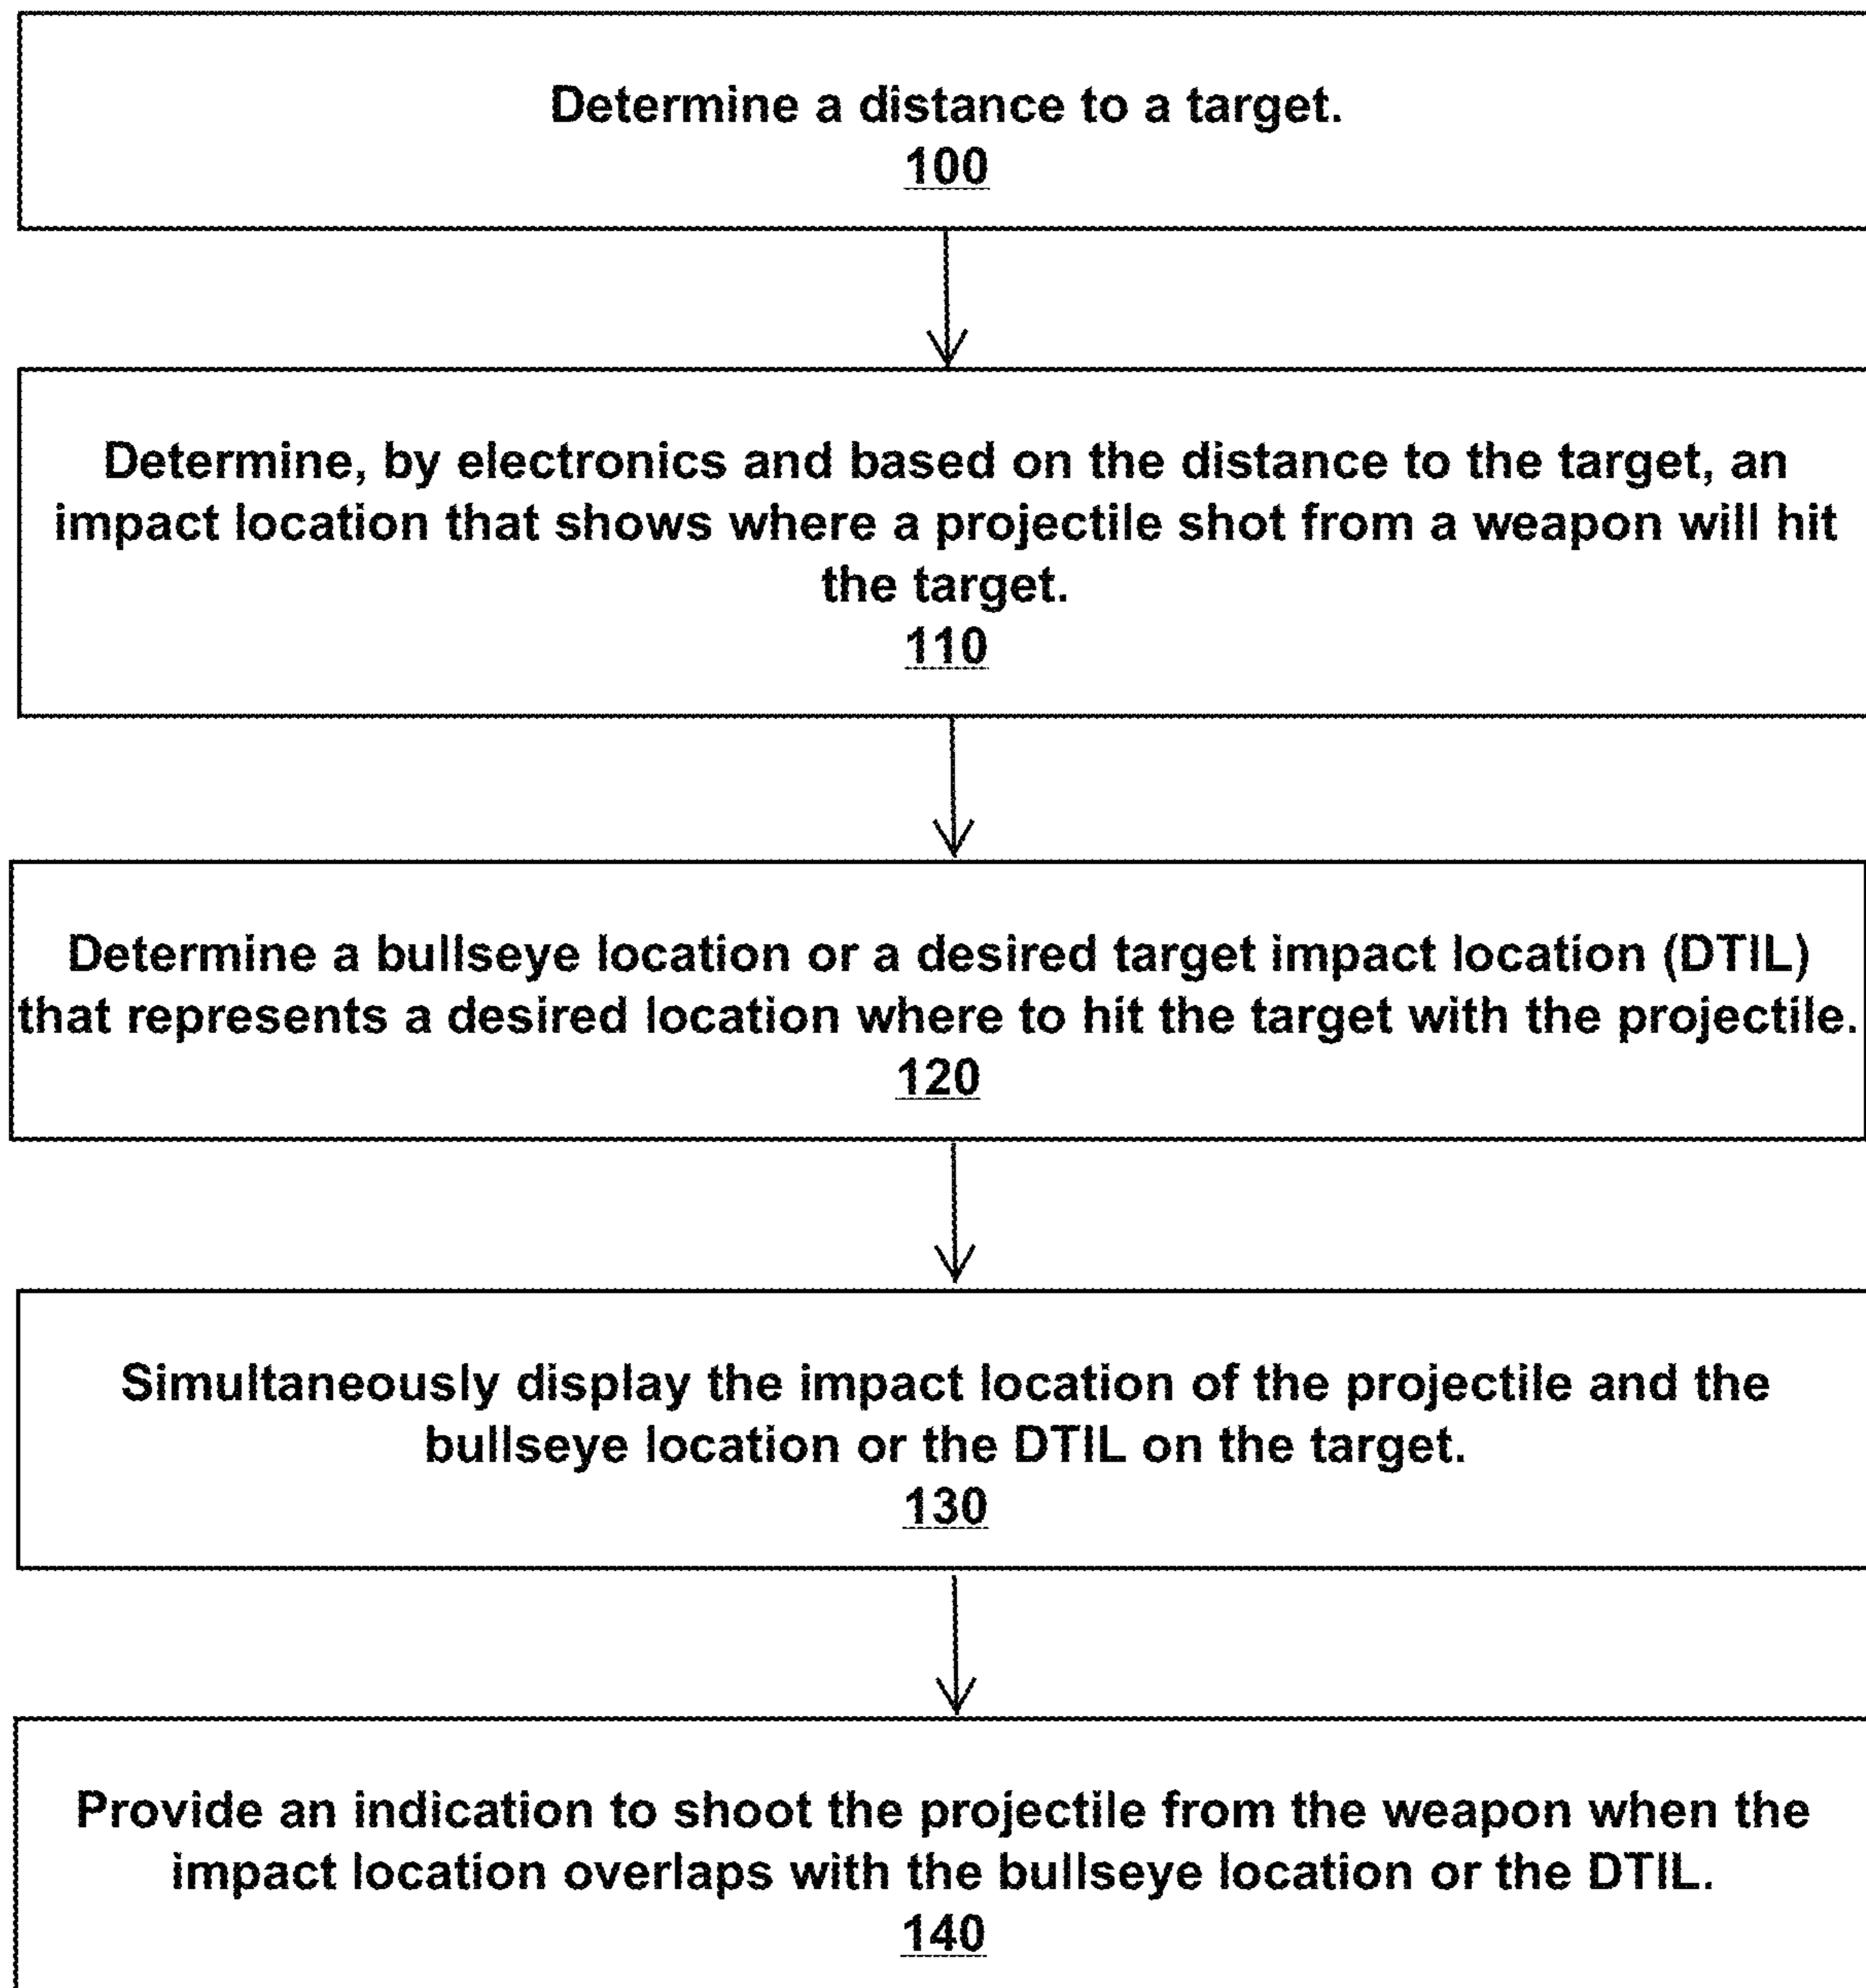 Determine a distance to a target.
100
Determine, by electronics and based on the distance to the target, an
impact location that shows where a projectile shot from a weapon will hit
the target.
110
Determine a bullseye location or a desired target impact location (DTIL)
that represents a desired location where to hit the target with the projectile.
120
Simultaneously display the impact location of the projectile and the
bullseye location or the DTIL on the target.
130
Provide an indication to shoot the projectile from the weapon when the
impact location overlaps with the bullseye location or the DTIL.
140